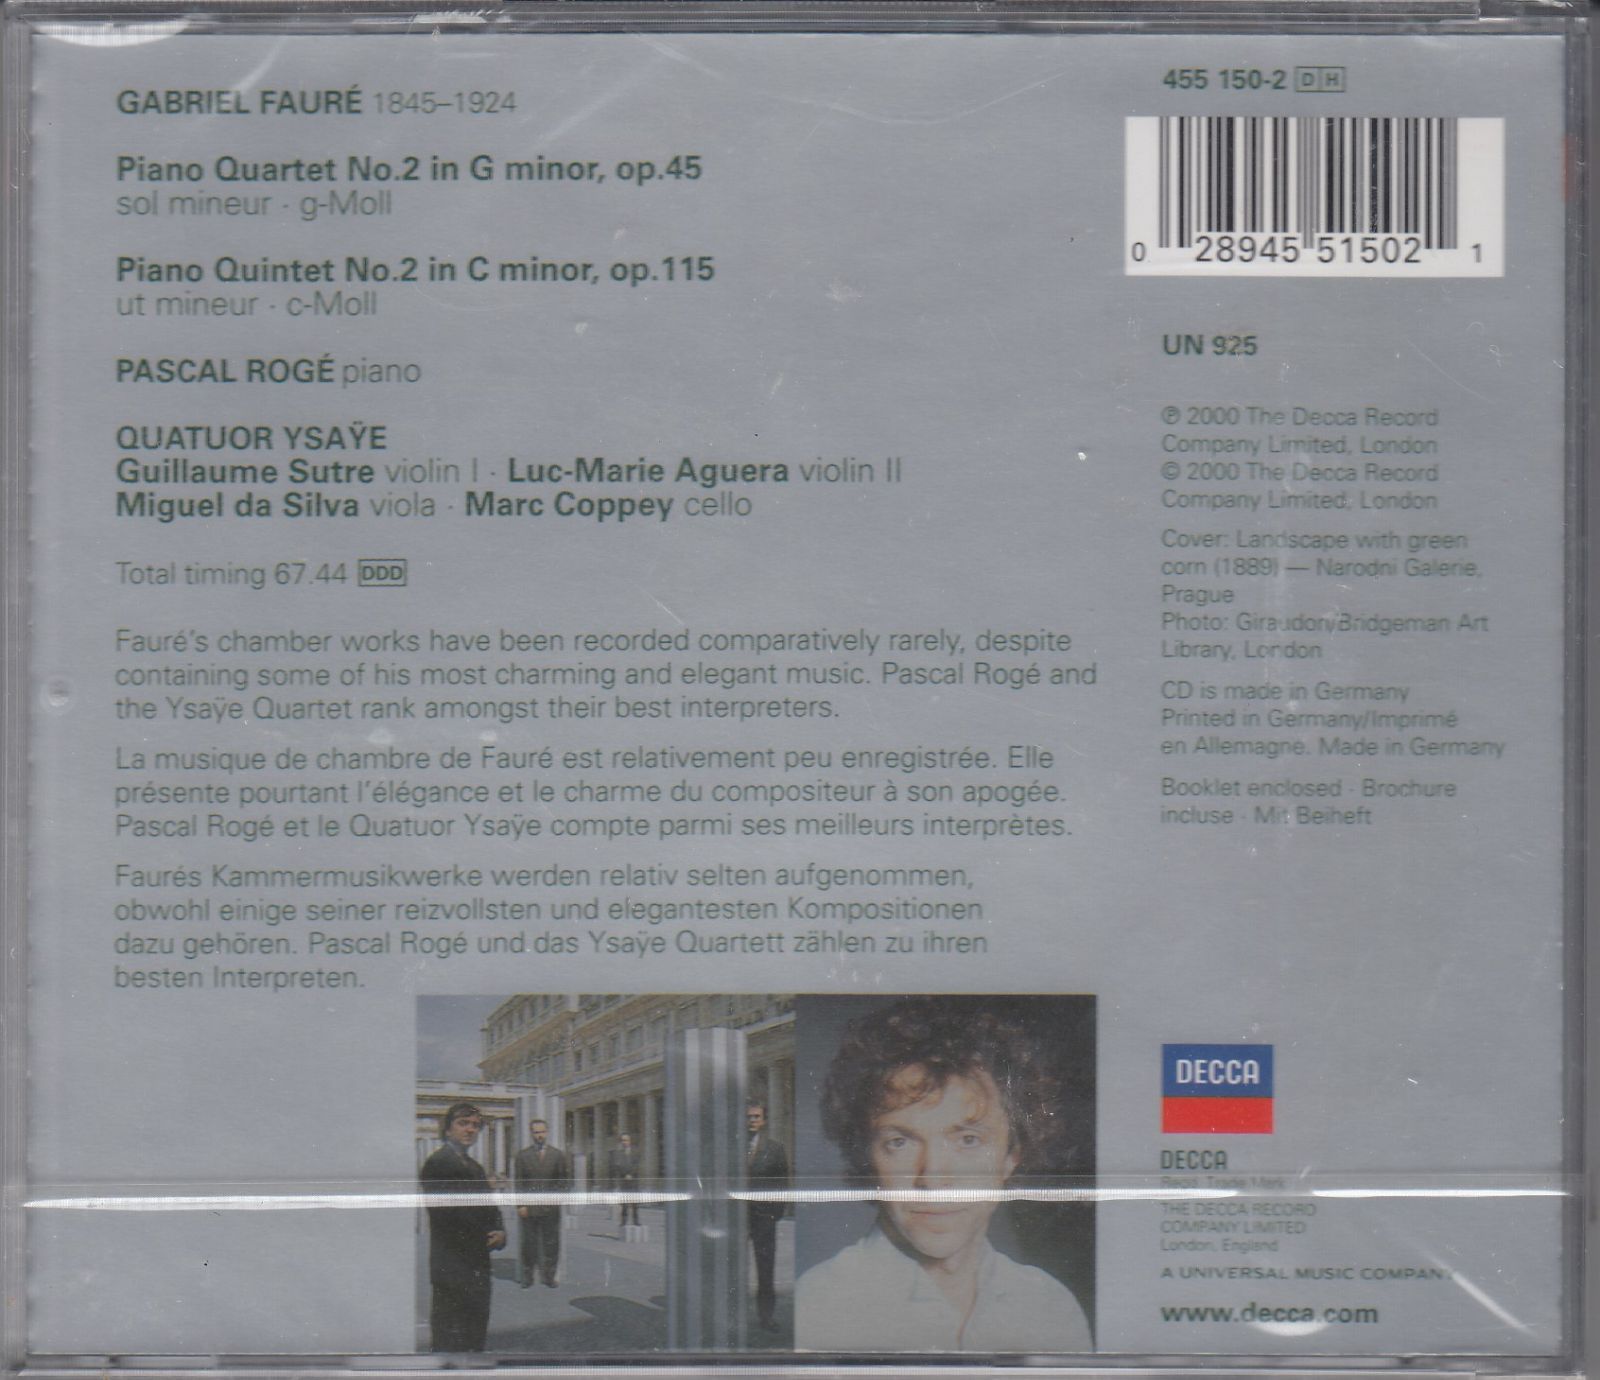 GABRIEL FAURÉ 1845–1924
Piano Quartet No.2 in G minor, op.45
sol mineur · g-Moll
Piano Quintet No.2 in C minor, op.115
ut mineur · c-Moll
PASCAL ROGÉ piano
QUATUOR YSAŸE
Guillaume Sutre violin I · Luc-Marie Aguera violin II
Miguel da Silva viola · Marc Coppey cello
Total timing 67.44 DDD
Fauré's chamber works have been recorded comparatively rarely, despite
containing some of his most charming and elegant music. Pascal Rogé and
the Ysaÿe Quartet rank amongst their best interpreters.
La musique de chambre de Fauré est relativement peu enregistrée. Elle
présente pourtant l'élégance et le charme du compositeur à son apogée.
Pascal Rogé et le Quatuor Ysaÿe compte parmi ses meilleurs interprètes.
Faurés Kammermusikwerke werden relativ selten aufgenommen,
obwohl einige seiner reizvollsten und elegantesten Kompositionen
dazu gehören. Pascal Rogé und das Ysaÿe Quartett zählen zu ihren
besten Interpreten.
455 150-2 DH
0 28945 51502 1
UN 925
℗ 2000 The Decca Record
Company Limited, London
© 2000 The Decca Record
Company Limited, London
Cover: Landscape with green
corn (1889) — Narodni Galerie,
Prague
Photo: Giraudon/Bridgeman Art
Library, London
CD is made in Germany
Printed in Germany/Imprimé
en Allemagne. Made in Germany
Booklet enclosed · Brochure
incluse · Mit Beiheft
DECCA
DECCA
Regd. Trade Mark
THE DECCA RECORD
COMPANY LIMITED
London, England
A UNIVERSAL MUSIC COMPANY
www.decca.com